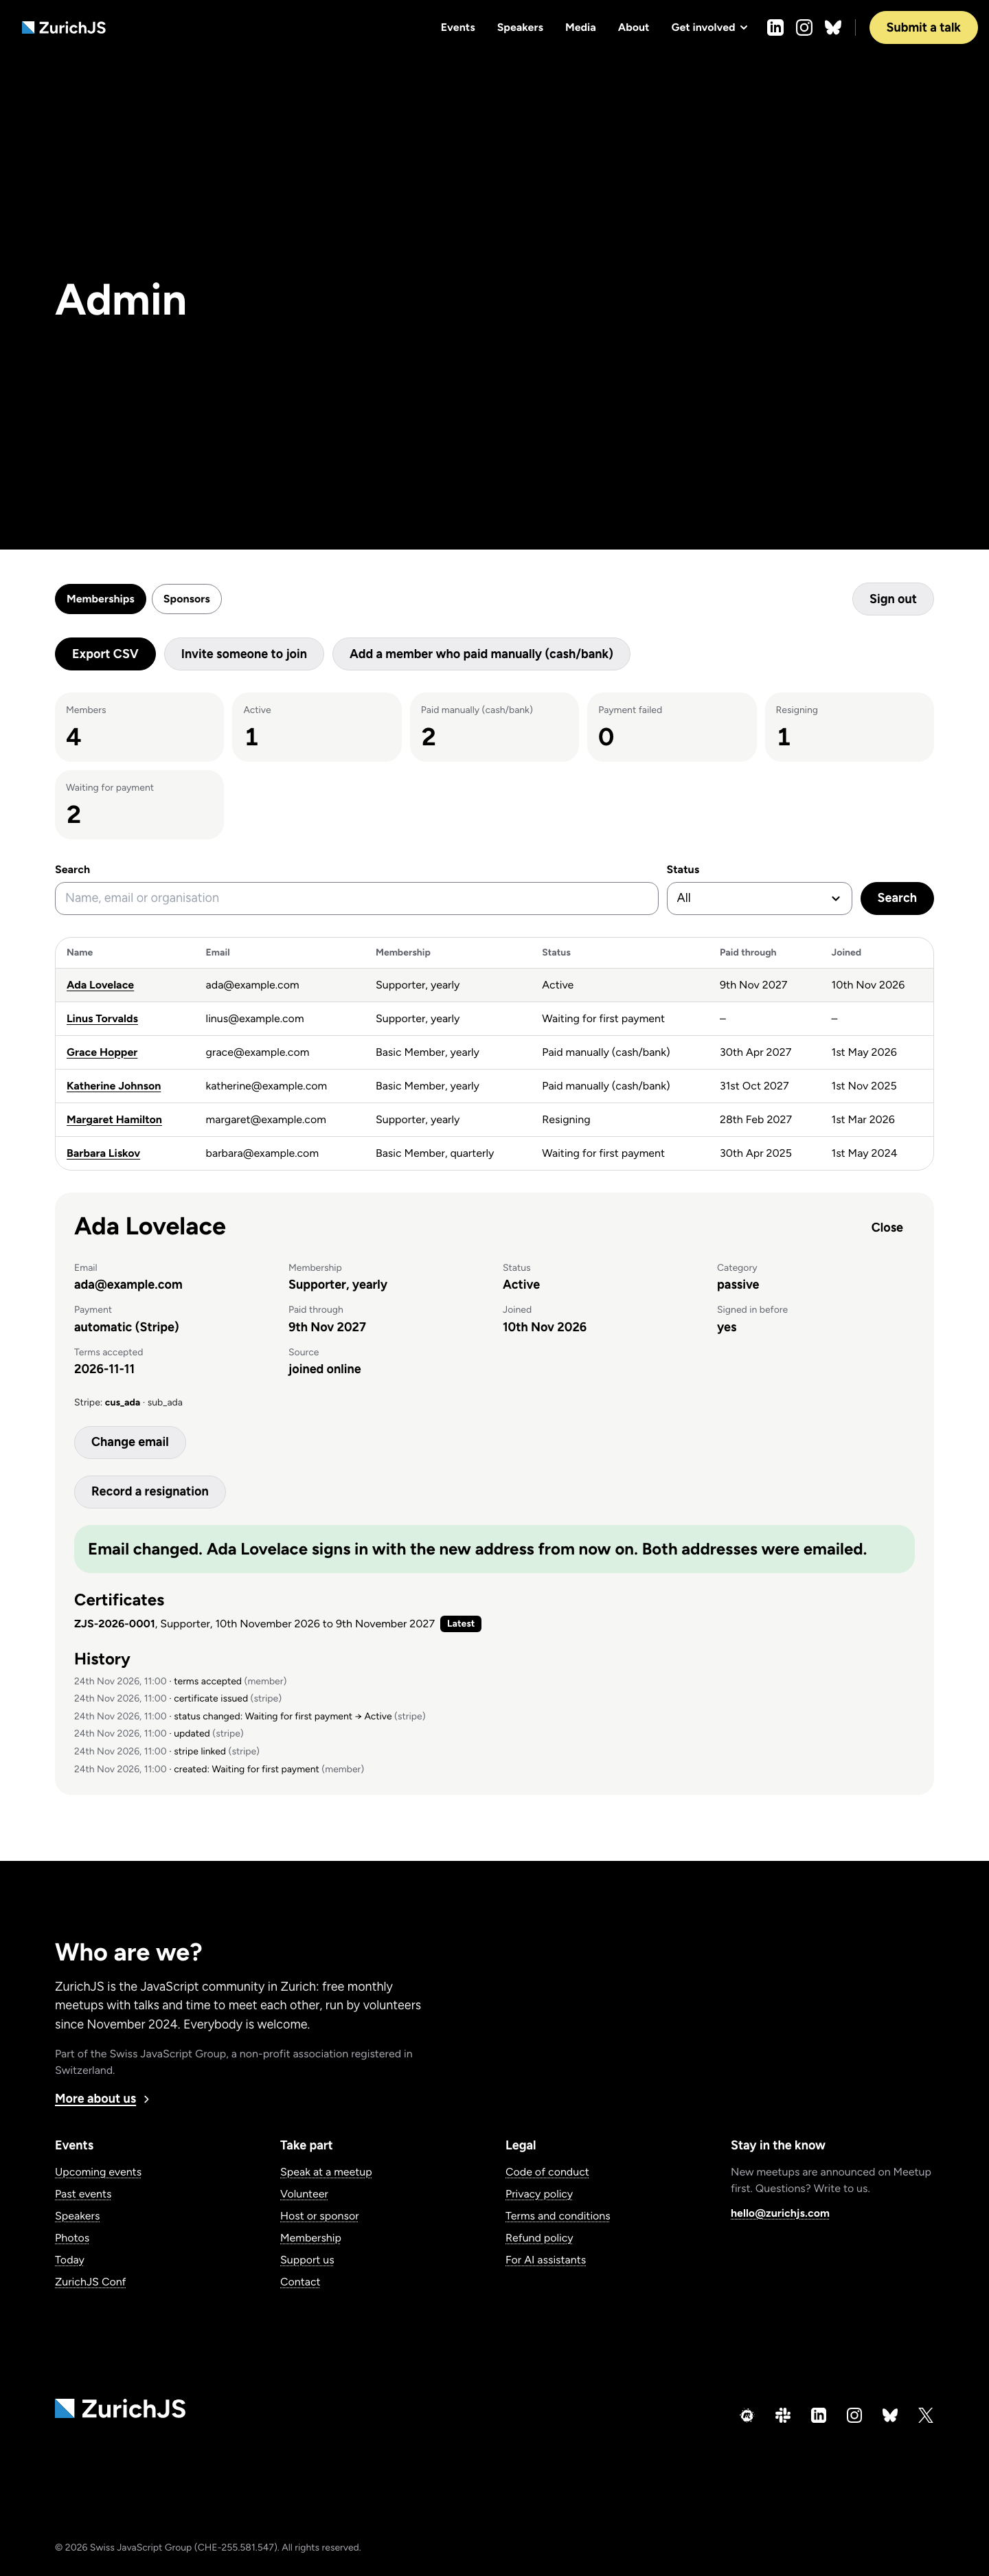 ZurichJS
Events Speakers Media About Get involved Submit a talk
Admin
Memberships Sponsors Sign out
Export CSV Invite someone to join Add a member who paid manually (cash/bank)
Members Active Paid manually (cash/bank) Payment failed Resigning
4 1 2 0 1
Waiting for payment
2
Search Status
Name, email or organisation All Search
Name Email Membership Status Paid through Joined
Ada Lovelace ada@example.com Supporter, yearly Active 9th Nov 2027 10th Nov 2026
Linus Torvalds linus@example.com Supporter, yearly Waiting for first payment – –
Grace Hopper grace@example.com Basic Member, yearly Paid manually (cash/bank) 30th Apr 2027 1st May 2026
Katherine Johnson katherine@example.com Basic Member, yearly Paid manually (cash/bank) 31st Oct 2027 1st Nov 2025
Margaret Hamilton margaret@example.com Supporter, yearly Resigning 28th Feb 2027 1st Mar 2026
Barbara Liskov barbara@example.com Basic Member, quarterly Waiting for first payment 30th Apr 2025 1st May 2024
Ada Lovelace Close
Email Membership Status Category
ada@example.com Supporter, yearly Active passive
Payment Paid through Joined Signed in before
automatic (Stripe) 9th Nov 2027 10th Nov 2026 yes
Terms accepted Source
2026-11-11 joined online
Stripe: cus_ada · sub_ada
Change email
Record a resignation
Email changed. Ada Lovelace signs in with the new address from now on. Both addresses were emailed.
Certificates
ZJS-2026-0001, Supporter, 10th November 2026 to 9th November 2027 Latest
History
24th Nov 2026, 11:00 · terms accepted (member)
24th Nov 2026, 11:00 · certificate issued (stripe)
24th Nov 2026, 11:00 · status changed: Waiting for first payment → Active (stripe)
24th Nov 2026, 11:00 · updated (stripe)
24th Nov 2026, 11:00 · stripe linked (stripe)
24th Nov 2026, 11:00 · created: Waiting for first payment (member)
Who are we?
ZurichJS is the JavaScript community in Zurich: free monthly
meetups with talks and time to meet each other, run by volunteers
since November 2024. Everybody is welcome.
Part of the Swiss JavaScript Group, a non-profit association registered in
Switzerland.
More about us
Events Take part Legal Stay in the know
Upcoming events Speak at a meetup Code of conduct New meetups are announced on Meetup
Past events Volunteer Privacy policy first. Questions? Write to us.
Speakers Host or sponsor Terms and conditions hello@zurichjs.com
Photos Membership Refund policy
Today Support us For AI assistants
ZurichJS Conf Contact
ZurichJS
© 2026 Swiss JavaScript Group (CHE-255.581.547). All rights reserved.